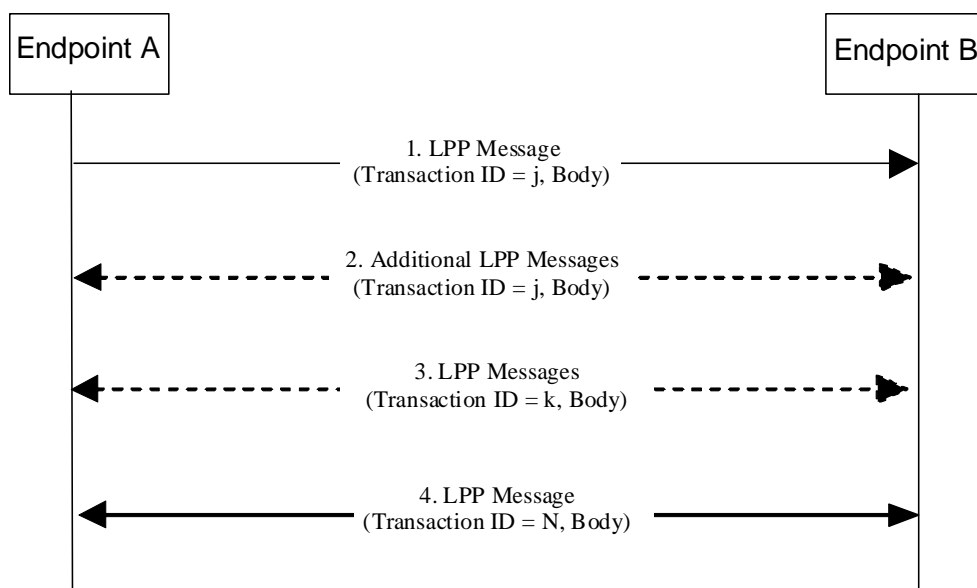 Endpoint A
Endpoint B
1. LPP Message
(Transaction ID = j, Body)
2. Additional LPP Messages
(Transaction ID = j, Body)
3. LPP Messages
(Transaction ID = k, Body)
4. LPP Message
(Transaction ID = N, Body)